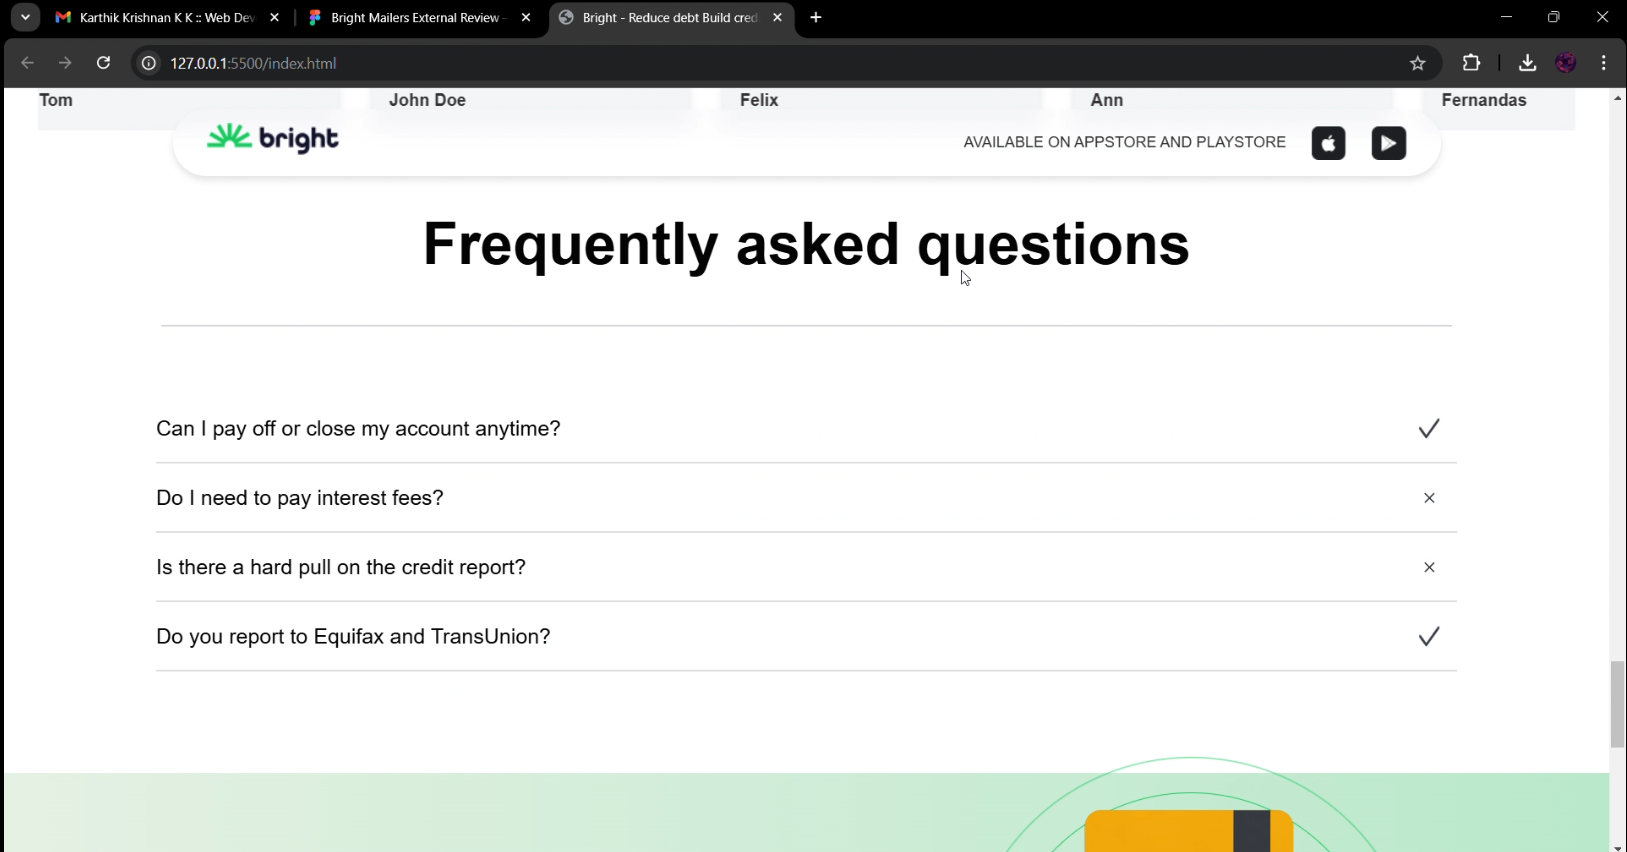 Karthik Krishnan K K :: Web Dev
Bright Mailers External Review -
Bright - Reduce debt Build cred
127.0.0.1:5500/index.html
Tom
John Doe
Felix
Ann
Fernandas
bright
AVAILABLE ON APPSTORE AND PLAYSTORE
Frequently asked questions
Can I pay off or close my account anytime?
Do I need to pay interest fees?
Is there a hard pull on the credit report?
Do you report to Equifax and TransUnion?